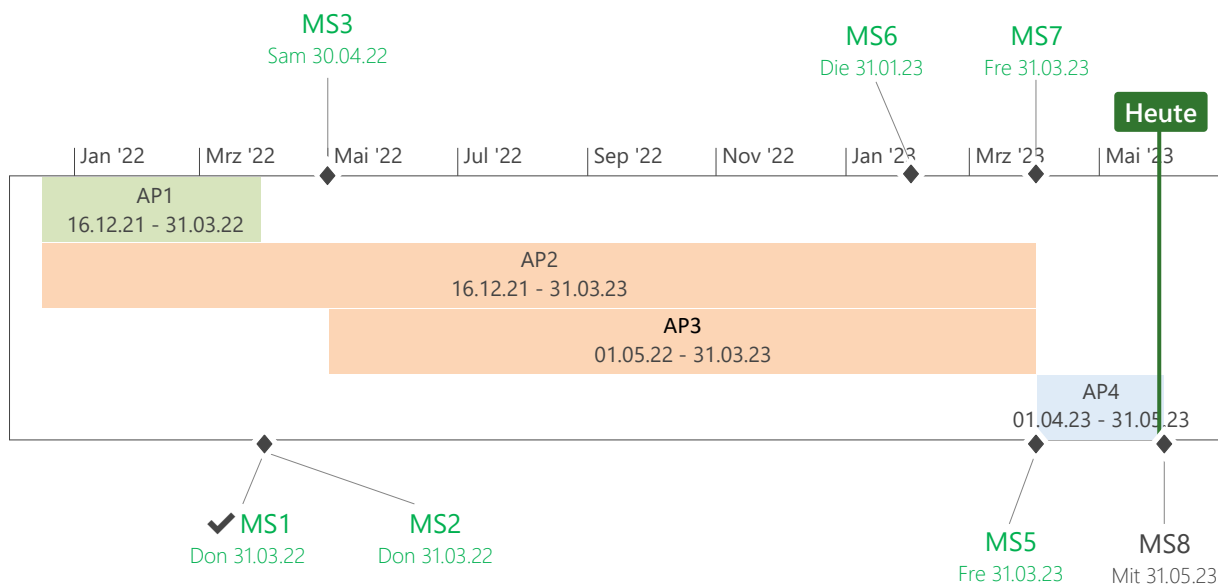 MS3
Sam 30.04.22
MS6
Die 31.01.23
MS7
Fre 31.03.23
Heute
Jan '22
Mrz '22
Mai '22
Jul '22
Sep '22
Nov '22
Jan '23
Mrz '23
Mai '23
AP1
16.12.21 - 31.03.22
AP2
16.12.21 - 31.03.23
AP3
01.05.22 - 31.03.23
AP4
01.04.23 - 31.05.23
MS1
Don 31.03.22
MS2
Don 31.03.22
MS5
Fre 31.03.23
MS8
Mit 31.05.23